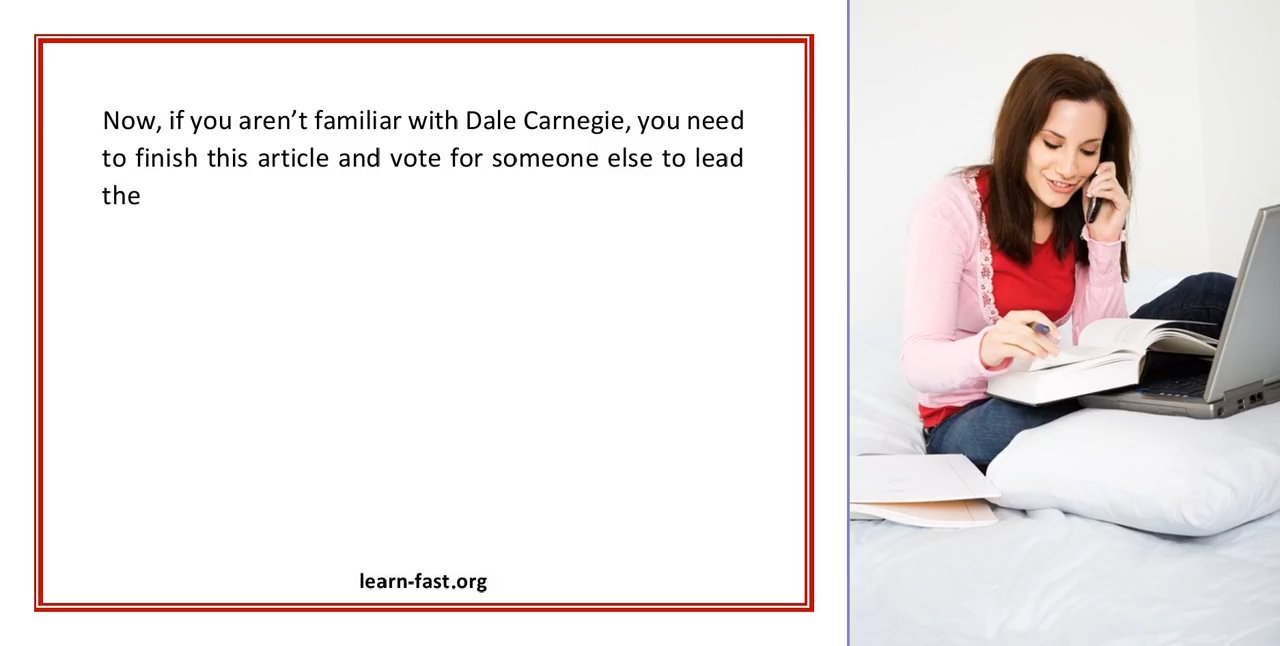 Now, if you aren’t familiar with Dale Carnegie, you need
to finish this article and vote for someone else to lead
the
learn-fast.org